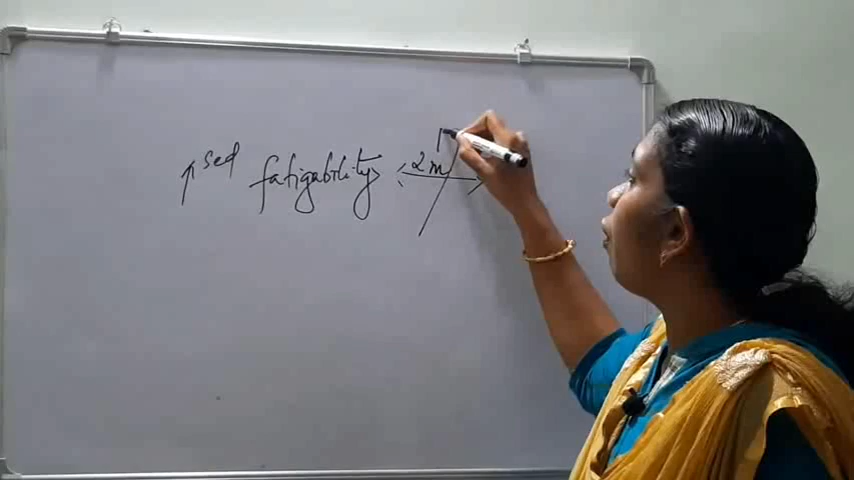 ↑sed fatigability < 2m